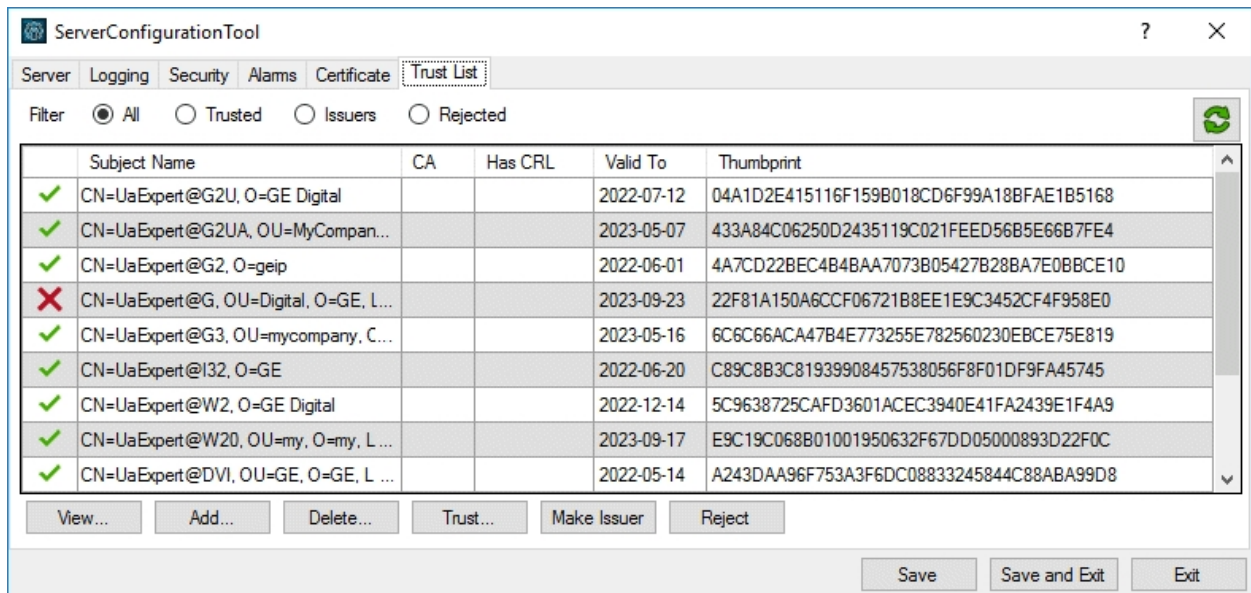 ServerConfigurationTool ?
Server Logging Security Alarms Certificate Trust List
Filter All Trusted Issuers Rejected
Subject Name CA Has CRL Valid To Thumbprint
CN=UaExpert@G2U, O=GE Digital 2022-07-12 04A1D2E415116F159B018CD6F99A18BFAE1B5168
CN=UaExpert@G2UA, OU=MyCompan... 2023-05-07 433A84C06250D2435119C021FEED56B5E66B7FE4
CN=UaExpert@G2, O=geip 2022-06-01 4A7CD22BEC4B4BAA7073B05427B28BA7E0BBCE10
CN=UaExpert@G, OU=Digital, O=GE, L... 2023-09-23 22F81A150A6CCF06721B8EE1E9C3452CF4F958E0
CN=UaExpert@G3, OU=mycompany, C... 2023-05-16 6C6C66ACA47B4E773255E782560230EBCE75E819
CN=UaExpert@I32, O=GE 2022-06-20 C89C8B3C81939908457538056F8F01DF9FA45745
CN=UaExpert@W2, O=GE Digital 2022-12-14 5C9638725CAFD3601ACEC3940E41FA2439E1F4A9
CN=UaExpert@W20, OU=my, O=my, L ... 2023-09-17 E9C19C068B01001950632F67DD05000893D22F0C
CN=UaExpert@DVI, OU=GE, O=GE, L ... 2022-05-14 A243DAA96F753A3F6DC08833245844C88ABA99D8
View... Add... Delete... Trust... Make Issuer Reject
Save Save and Exit Exit